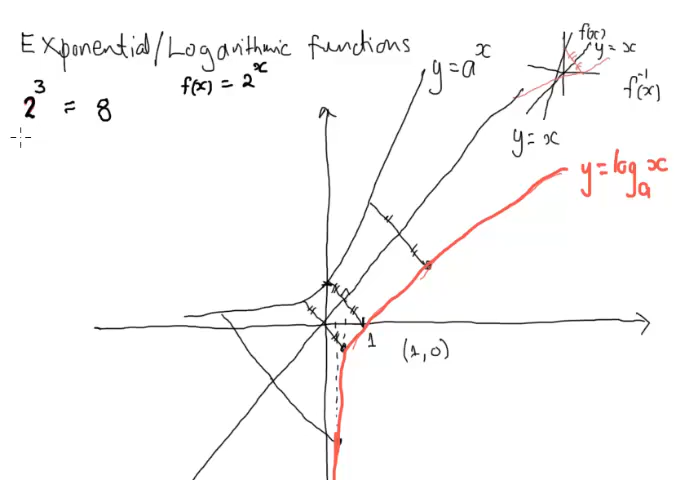 Exponential/Logarithmic functions
f(x) = 2^x
2^3 = 8
y=a^x
f(x)
y=x
f^-1(x)
y=x
y=log_a x
1
(1,0)